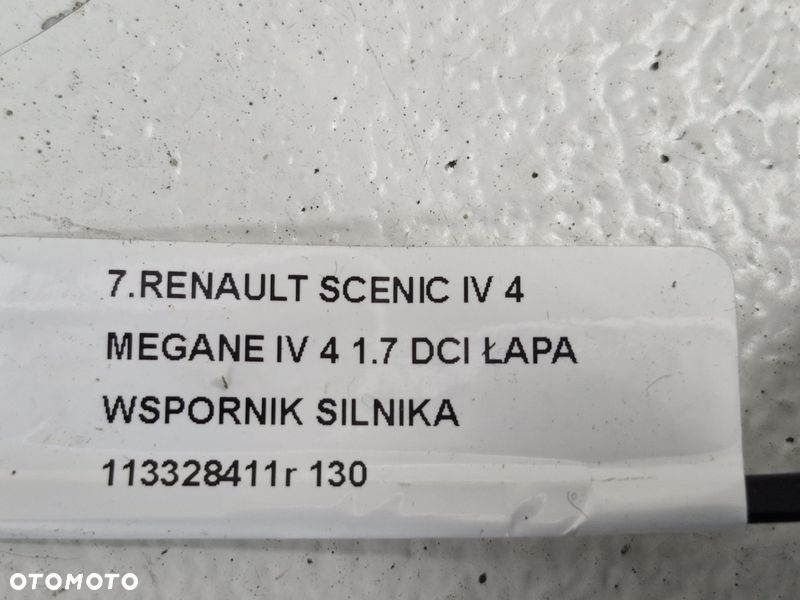 7.RENAULT SCENIC IV 4
MEGANE IV 4 1.7 DCI ŁAPA
WSPORNIK SILNIKA
113328411r 130
OTOMOTO